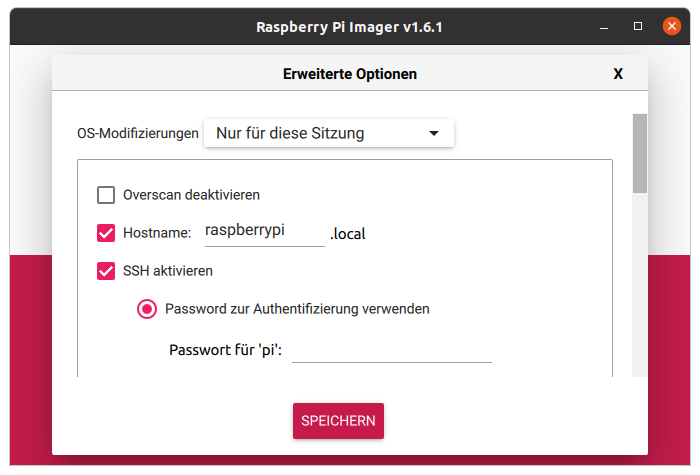 Raspberry Pi Imager v1.6.1
Erweiterte Optionen X
OS-Modifizierungen Nur für diese Sitzung
Overscan deaktivieren
Hostname: raspberrypi .local
SSH aktivieren
Password zur Authentifizierung verwenden
Passwort für 'pi':
SPEICHERN